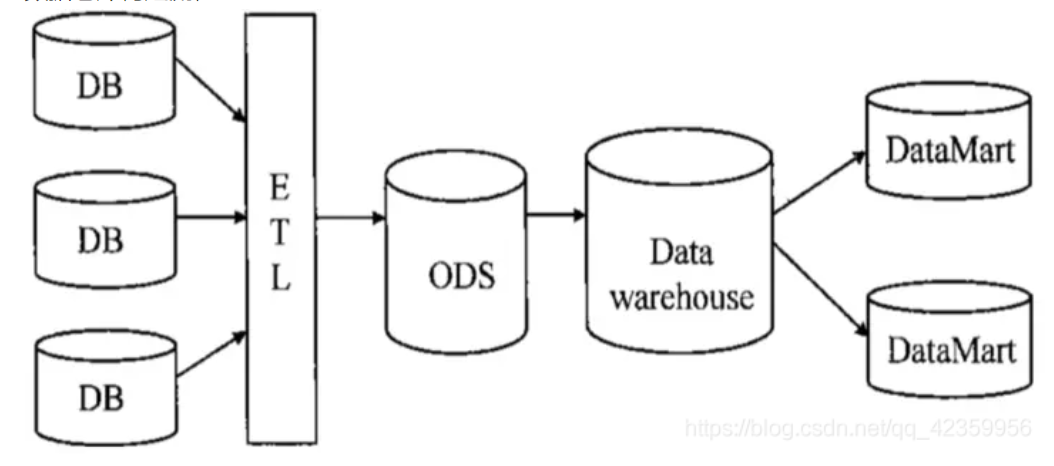 DB
DB
DB
E
T
L
ODS
Data
warehouse
DataMart
DataMart
https://blog.csdn.net/qq_42359956